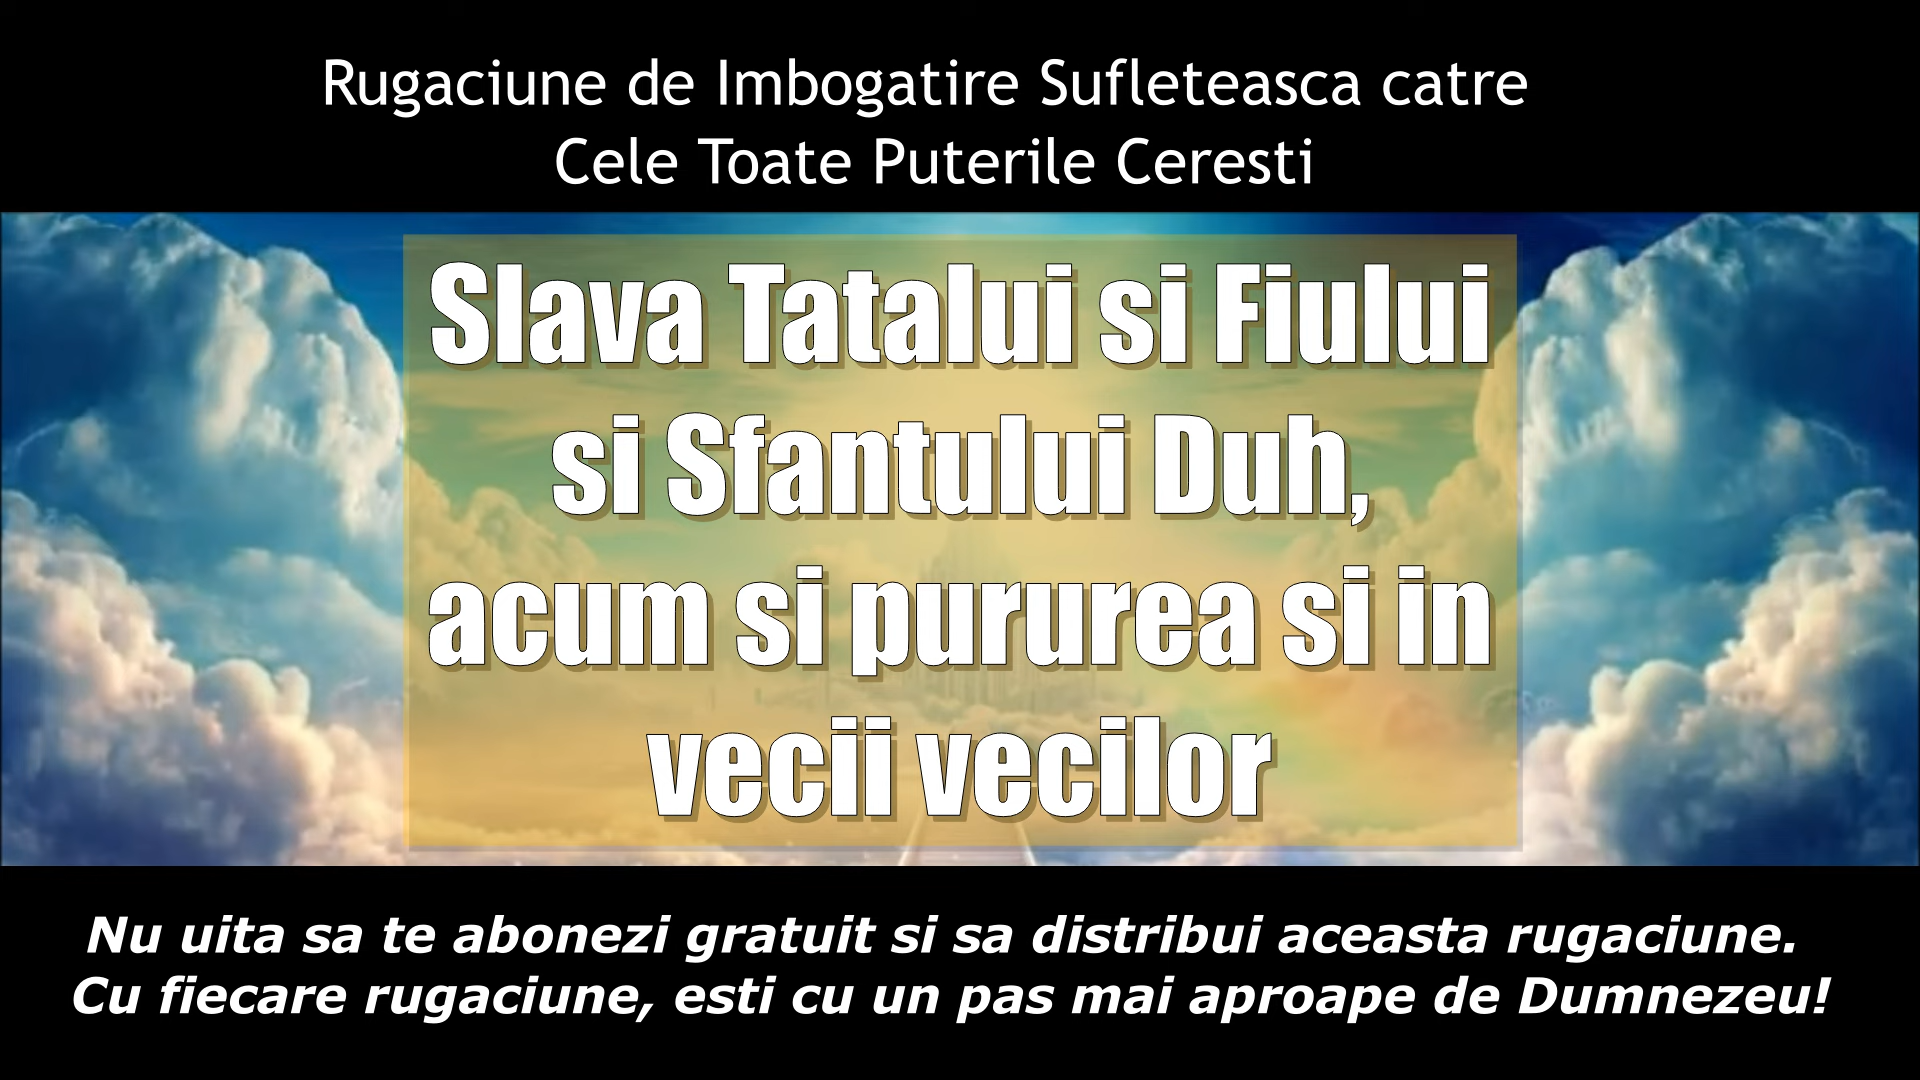 Rugaciune de Imbogatire Sufleteasca catre
Cele Toate Puterile Ceresti
Slava Tatalui si Fiului
si Sfantului Duh,
acum si pururea si in
vecii vecilor
Nu uita sa te abonezi gratuit si sa distribui aceasta rugaciune.
Cu fiecare rugaciune, esti cu un pas mai aproape de Dumnezeu!